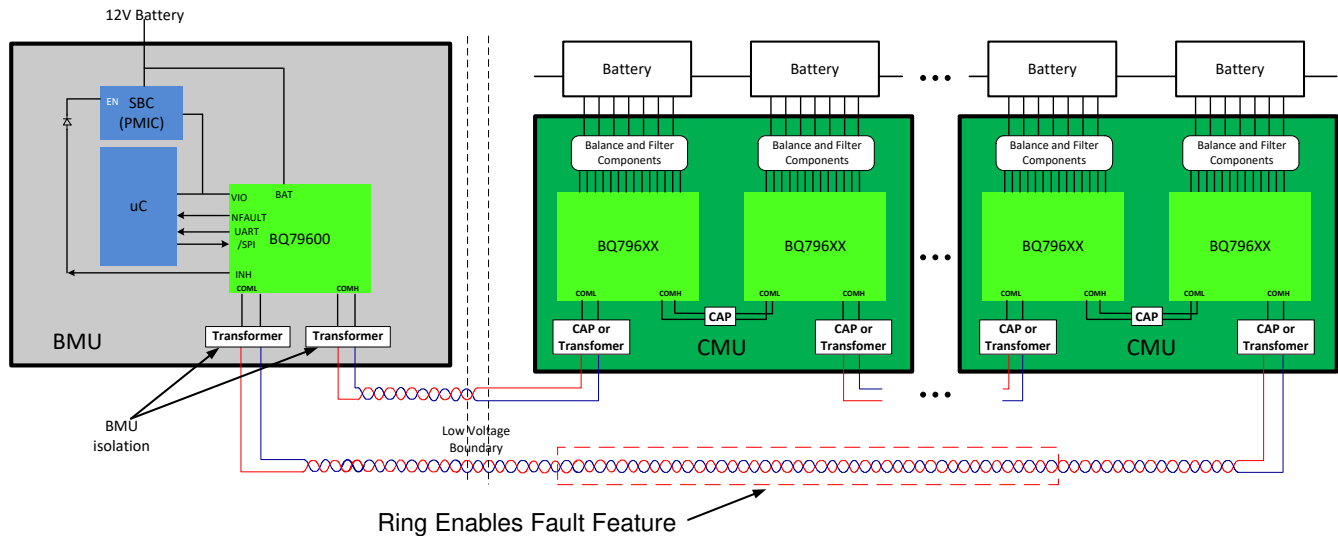 12V Battery
EN
SBC
(PMIC)
uC
VIO
BAT
NFAULT
UART
/SPI
BQ79600
INH
COML
COMH
Transformer
Transformer
BMU
BMU
isolation
Low Voltage
Boundary
Battery
Battery
Battery
Battery
Balance and Filter
Components
Balance and Filter
Components
Balance and Filter
Components
Balance and Filter
Components
BQ796XX
BQ796XX
BQ796XX
BQ796XX
COML
COMH
COML
COMH
COML
COMH
COML
COMH
CAP
CAP
CAP or
Transfomer
CAP or
Transfomer
CAP or
Transfomer
CAP or
Transfomer
CMU
CMU
Ring Enables Fault Feature